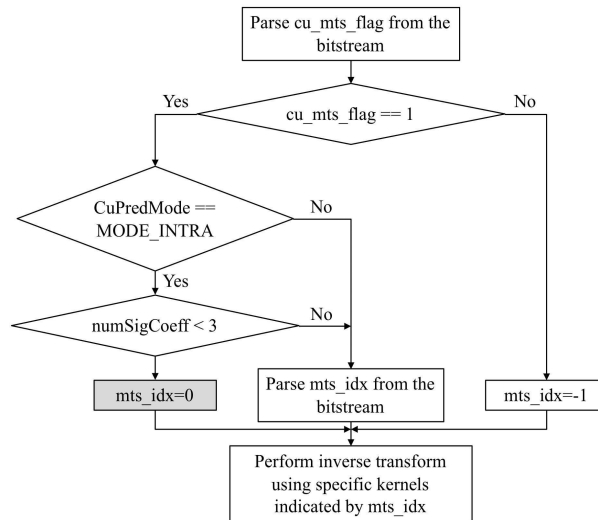 Parse cu_mts_flag from the
bitstream
Yes
No
cu_mts_flag == 1
CuPredMode ==
MODE_INTRA
No
Yes
numSigCoeff < 3
No
mts_idx=0
Parse mts_idx from the
bitstream
mts_idx=-1
Perform inverse transform
using specific kernels
indicated by mts_idx